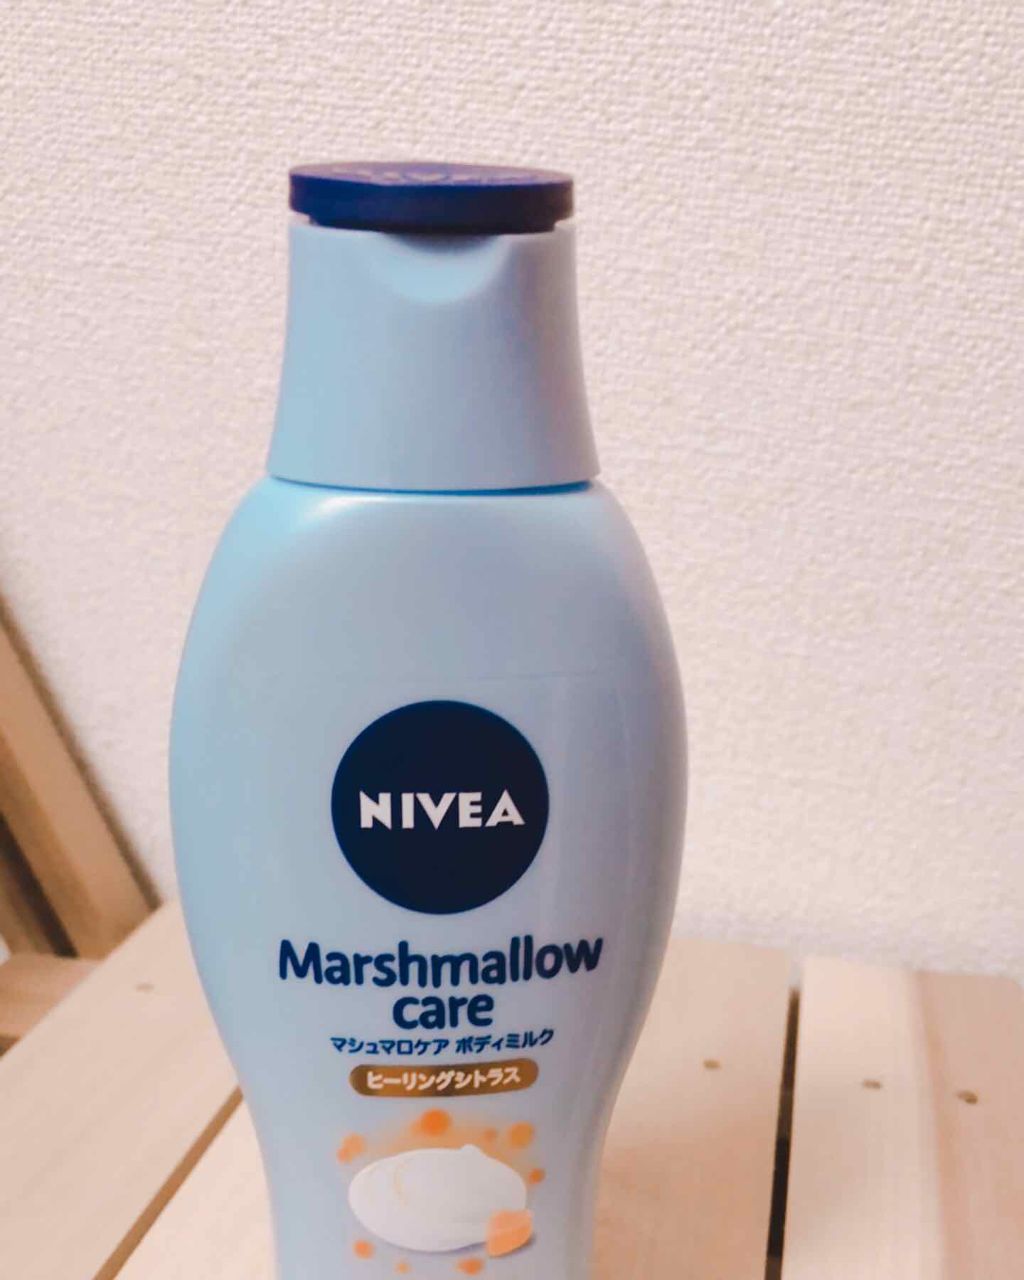 NIVEA
Marshmallow
care
マシュマロケア ボディミルク
ヒーリングシトラス